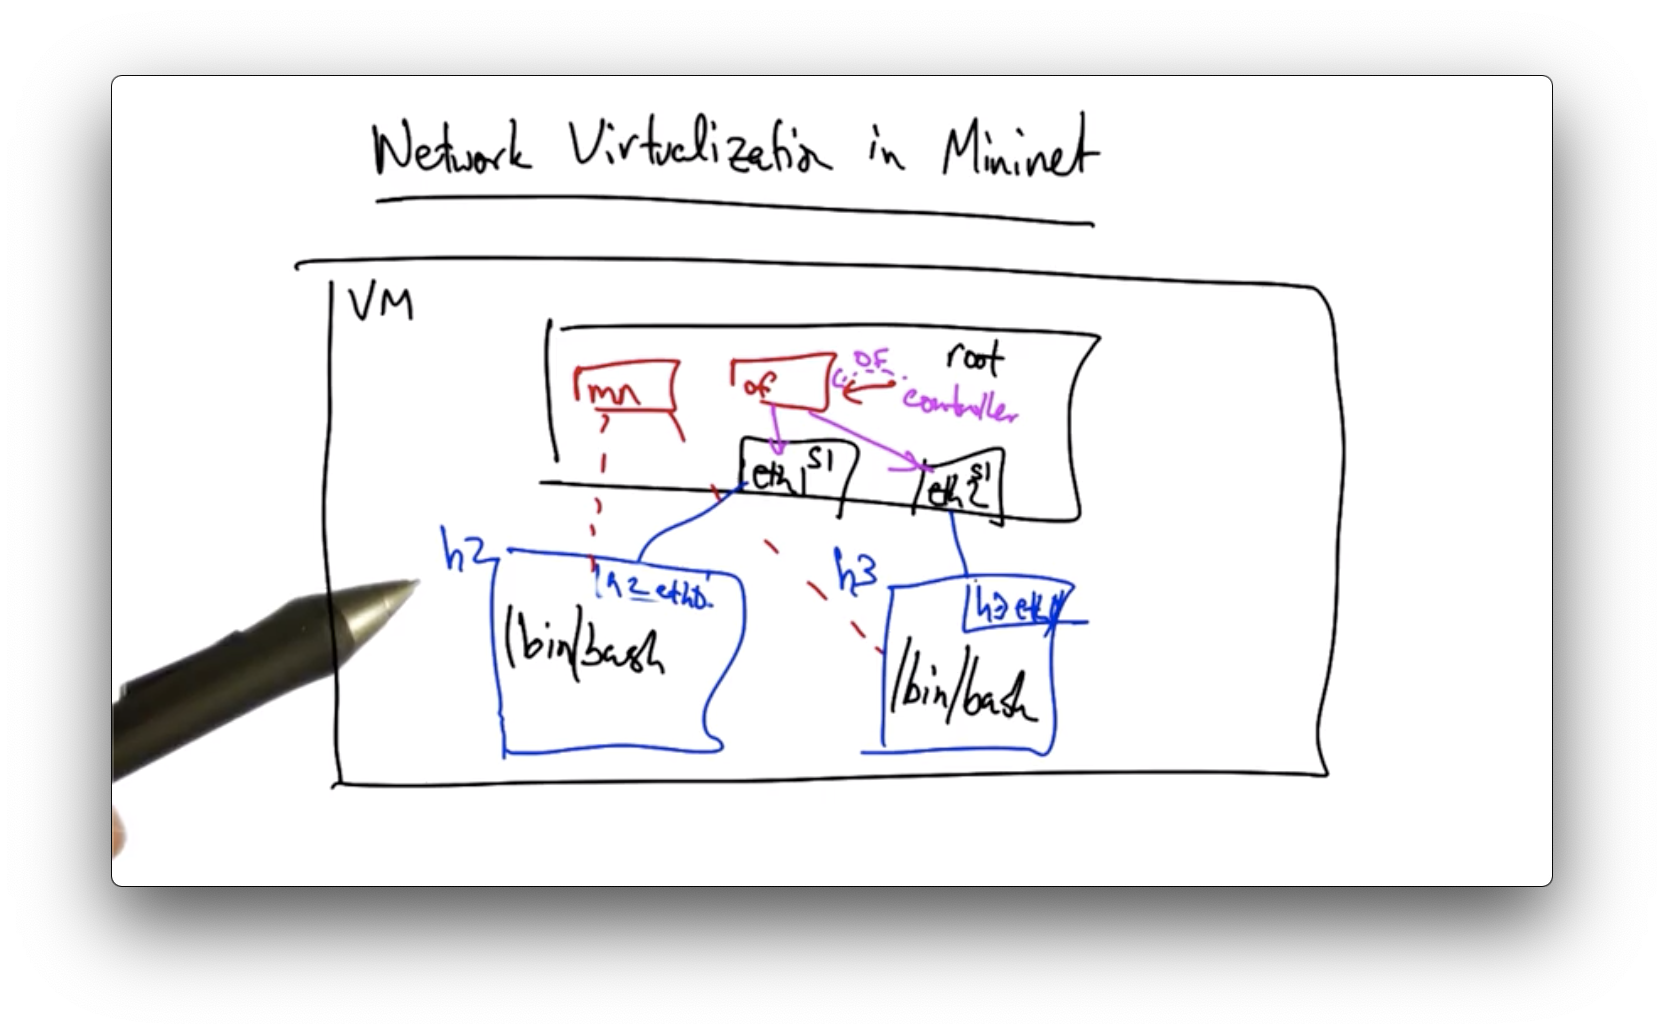 Network Virtualization in Mininet
VM
root
mn
of
OF
controller
eth1 S1
eth2 S1
h2
h2 eth0
/bin/bash
h3
h3 eth0
/bin/bash